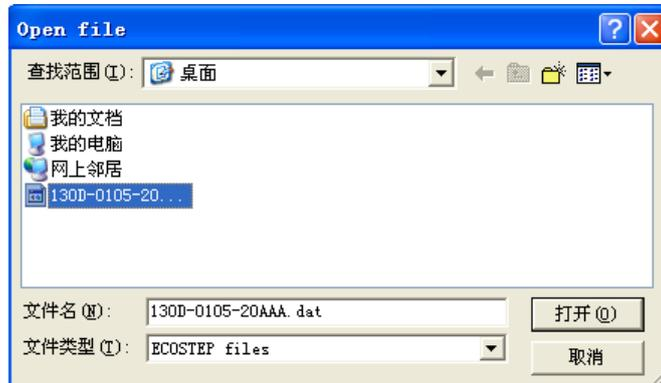 Open file
查找范围(I): 桌面
我的文档
我的电脑
网上邻居
130D-0105-20...
文件名(N): 130D-0105-20AAA.dat 打开(O)
文件类型(T): ECOSTEP files 取消